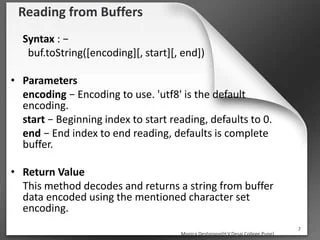 Reading from Buffers
Syntax : −
buf.toString([encoding][, start][, end])
• Parameters
encoding − Encoding to use. 'utf8' is the default
encoding.
start − Beginning index to start reading, defaults to 0.
end − End index to end reading, defaults is complete
buffer.
• Return Value
This method decodes and returns a string from buffer
data encoded using the mentioned character set
encoding.
7
Monica Deshmane(H.V.Desai College,Pune)